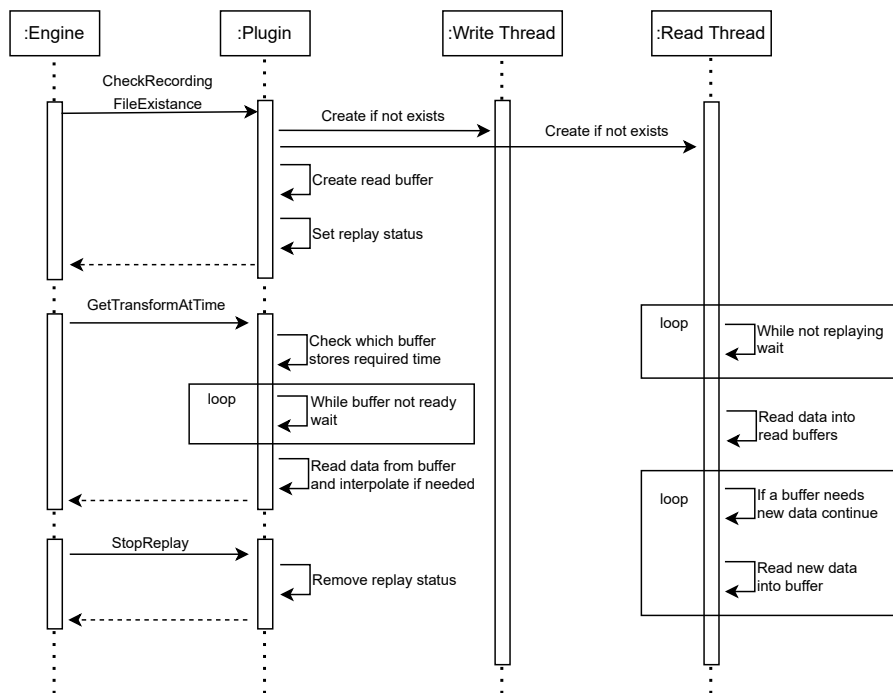 :Engine
:Plugin
:Write Thread
:Read Thread
CheckRecording
FileExistance
Create if not exists
Create if not exists
Create read buffer
Set replay status
GetTransformAtTime
Check which buffer
stores required time
loop
While not replaying
wait
loop
While buffer not ready
wait
Read data into
read buffers
Read data from buffer
and interpolate if needed
loop
If a buffer needs
new data continue
StopReplay
Remove replay status
Read new data
into buffer